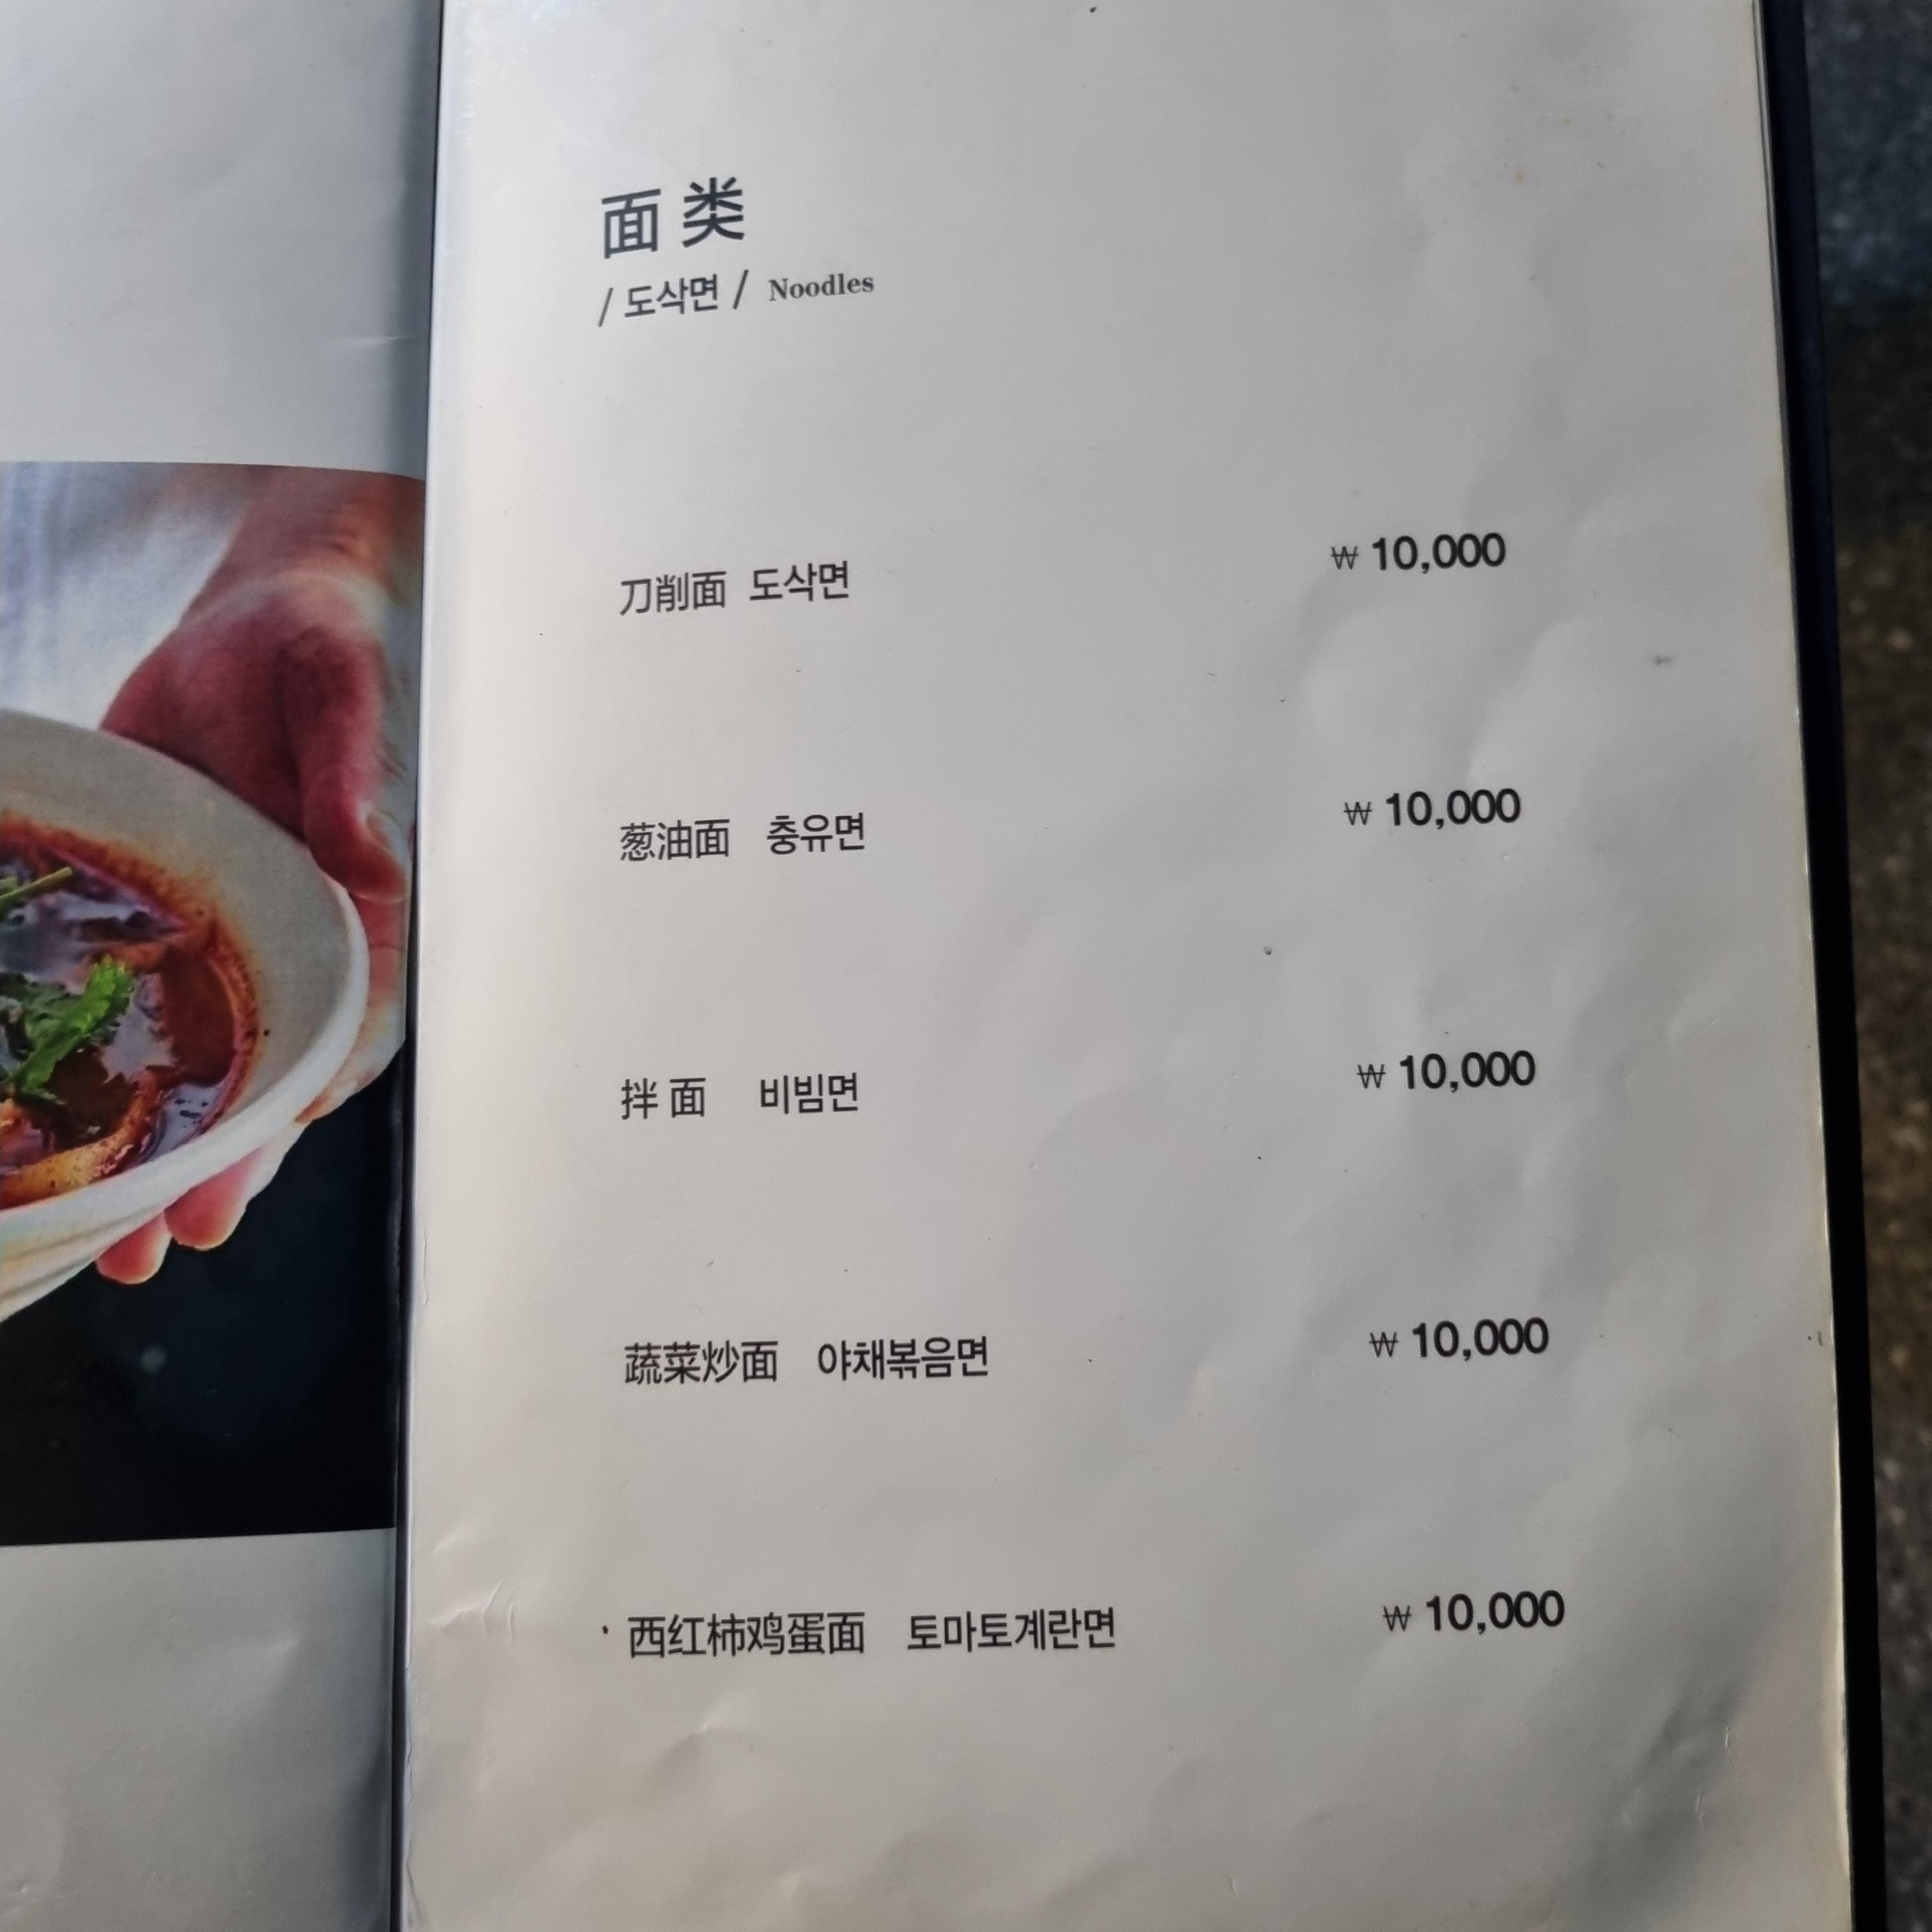 面类
/ 도삭면 / Noodles
刀削面 도삭면 ₩ 10,000
葱油面 충유면 ₩ 10,000
拌面 비빔면 ₩ 10,000
蔬菜炒面 야채볶음면 ₩ 10,000
西红柿鸡蛋面 토마토계란면 ₩ 10,000